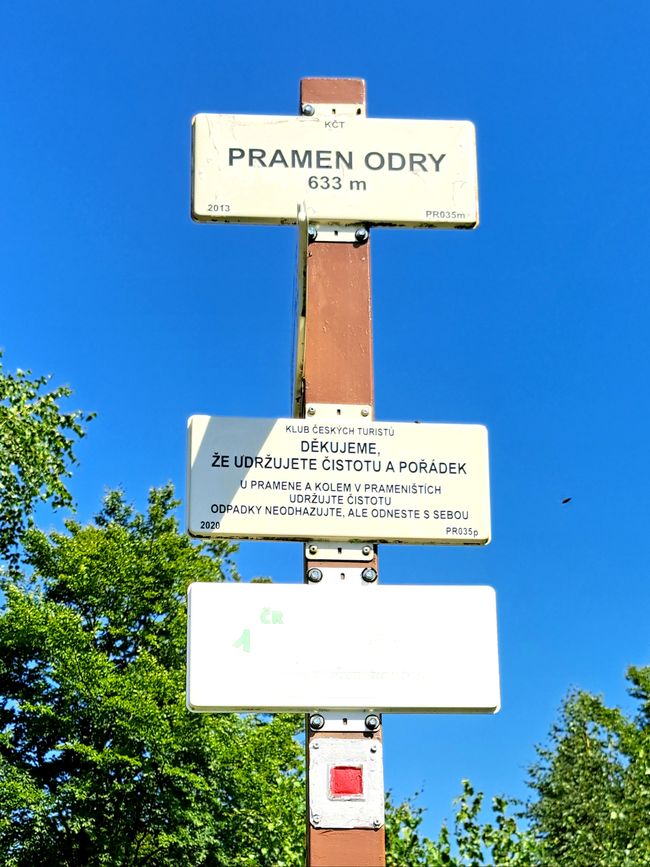 KČT
PRAMEN ODRY
633 m
2013 PR035m
KLUB ČESKÝCH TURISTŮ
DĚKUJEME,
ŽE UDRŽUJETE ČISTOTU A POŘÁDEK
U PRAMENE A KOLEM V PRAMENIŠTÍCH
UDRŽUJTE ČISTOTU
ODPADKY NEODHAZUJTE, ALE ODNESTE S SEBOU
2020 PR035p
ČR